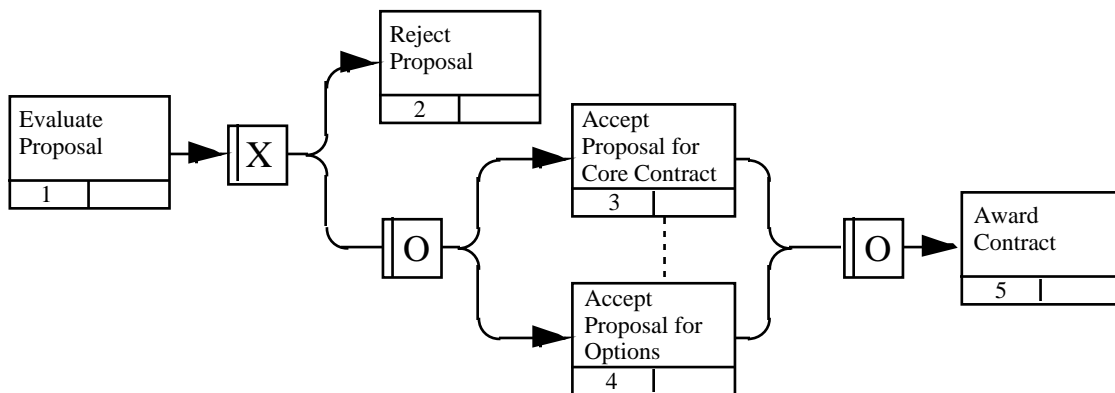 Evaluate
Proposal
1
X
Reject
Proposal
2
O
Accept
Proposal for
Core Contract
3
Accept
Proposal for
Options
4
O
Award
Contract
5